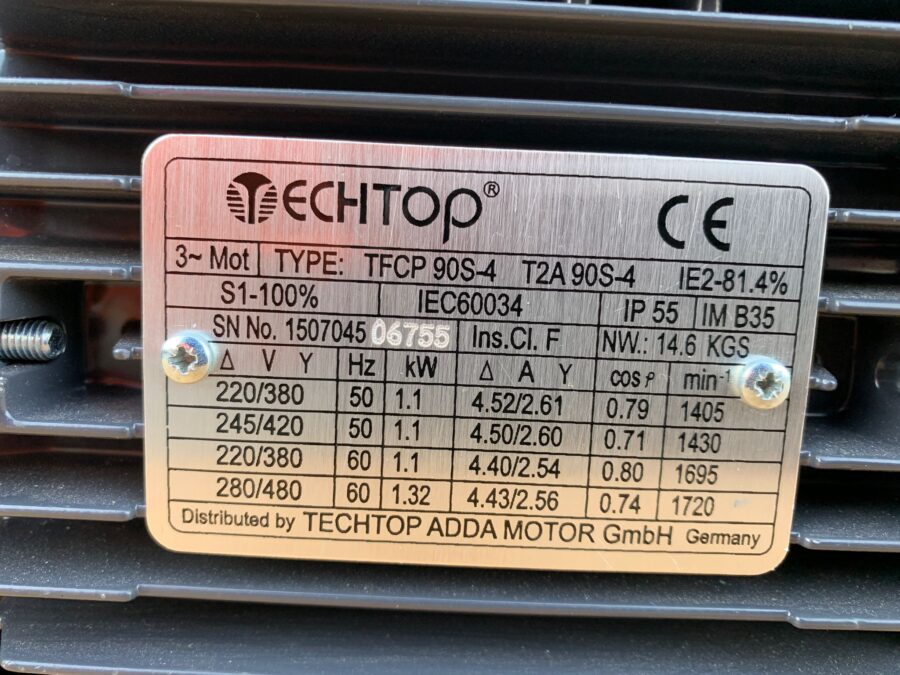 TECHTOP®
CE
3~ Mot TYPE: TFCP 90S-4 T2A 90S-4 IE2-81.4%
S1-100% IEC60034 IP 55 IM B35
SN No. 1507045 06755 Ins.Cl. F NW.: 14.6 KGS
Δ V Y Hz kW Δ A Y cos ρ min⁻¹
220/380 50 1.1 4.52/2.61 0.79 1405
245/420 50 1.1 4.50/2.60 0.71 1430
220/380 60 1.1 4.40/2.54 0.80 1695
280/480 60 1.32 4.43/2.56 0.74 1720
Distributed by TECHTOP ADDA MOTOR GmbH Germany